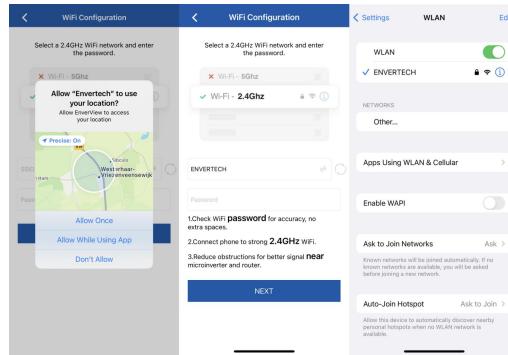 WiFi Configuration
Select a 2.4GHz WiFi network and enter
the password.
Wi-Fi - 5Ghz
Allow “Envertech” to use
your location?
Allow EnverView to access
your location
Precise: On
Sibculo
Westerhaar-
Vriezenveensewijk
SSID
Allow Once
Allow While Using App
Don't Allow
WiFi Configuration
Select a 2.4GHz WiFi network and enter
the password.
Wi-Fi - 5Ghz
Wi-Fi - 2.4Ghz
ENVERTECH
Password
1.Check WiFi password for accuracy, no
extra spaces.
2.Connect phone to strong 2.4GHz WiFi.
3.Reduce obstructions for better signal near
microinverter and router.
NEXT
Settings
WLAN
Ed
WLAN
ENVERTECH
NETWORKS
Other...
Apps Using WLAN & Cellular
Enable WAPI
Ask to Join Networks
Ask
Known networks will be joined automatically. If no
known networks are available, you will be asked
before joining a new network.
Auto-Join Hotspot
Ask to Join
Allow this device to automatically discover nearby
personal hotspots when no WLAN network is
available.